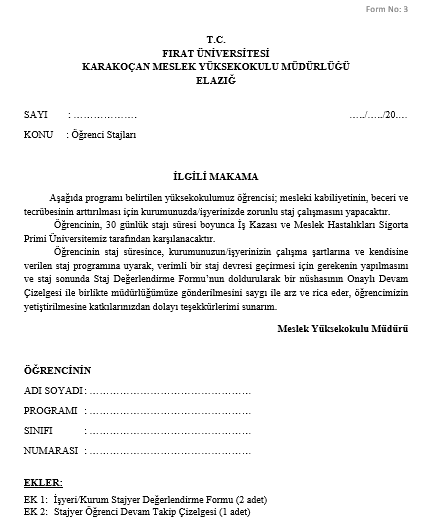 Form No: 3
T.C.
FIRAT ÜNİVERSİTESİ
KARAKOÇAN MESLEK YÜKSEKOKULU MÜDÜRLÜĞÜ
ELAZIĞ
SAYI : ………………. …../…../20….
KONU : Öğrenci Stajları
İLGİLİ MAKAMA
Aşağıda programı belirtilen yüksekokulumuz öğrencisi; mesleki kabiliyetinin, beceri ve
tecrübesinin arttırılması için kurumunuzda/işyerinizde zorunlu staj çalışmasını yapacaktır.
Öğrencinin, 30 günlük stajı süresi boyunca İş Kazası ve Meslek Hastalıkları Sigorta
Primi Üniversitemiz tarafından karşılanacaktır.
Öğrencinin staj süresince, kurumunuzun/işyerinizin çalışma şartlarına ve kendisine
verilen staj programına uyarak, verimli bir staj devresi geçirmesi için gerekenin yapılmasını
ve staj sonunda Staj Değerlendirme Formu’nun doldurularak bir nüshasının Onaylı Devam
Çizelgesi ile birlikte müdürlüğümüze gönderilmesini saygı ile arz ve rica eder, öğrencimizin
yetiştirilmesine katkılarınızdan dolayı teşekkürlerimi sunarım.
Meslek Yüksekokulu Müdürü
ÖĞRENCİNİN
ADI SOYADI : ……………………………………………
PROGRAMI : ……………………………………………
SINIFI : ……………………………………………
NUMARASI : ……………………………………………
EKLER:
EK 1: İşyeri/Kurum Stajyer Değerlendirme Formu (2 adet)
EK 2: Stajyer Öğrenci Devam Takip Çizelgesi (1 adet)